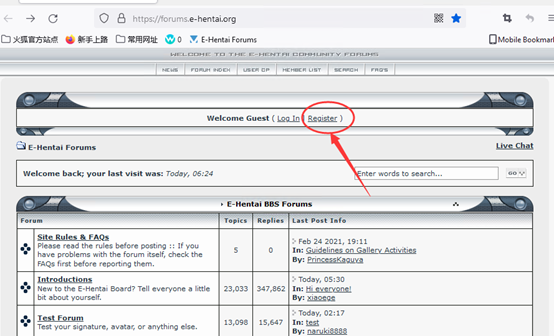 https://forums.e-hentai.org
火狐官方站点 新手上路 常用网址 0 E-Hentai Forums Mobile Bookmar
WELCOME TO THE E-HENTAI COMMUNITY FORUMS
NEWS FORUM INDEX USER CP MEMBER LIST SEARCH FAQ'S
Welcome Guest ( Log In | Register )
E-Hentai Forums Live Chat
Welcome back; your last visit was: Today, 06:24 Enter words to search... GO
E-Hentai BBS Forums
Forum Topics Replies Last Post Info
Site Rules & FAQs
Please read the rules before posting :: If you
have problems with the forum itself, check the
FAQs first before reporting them.
5 0
Feb 24 2021, 19:11
In: Guidelines on Gallery Activities
By: PrincessKaguya
Introductions
New to the E-Hentai Board? Tell everyone a little
bit about yourself.
23,033 347,862
Today, 05:30
In: Hi everyone!
By: xiaoege
Test Forum
Test your signature, avatar, or anything else.
13,098 15,647
Today, 02:17
In: test
By: naruki8888